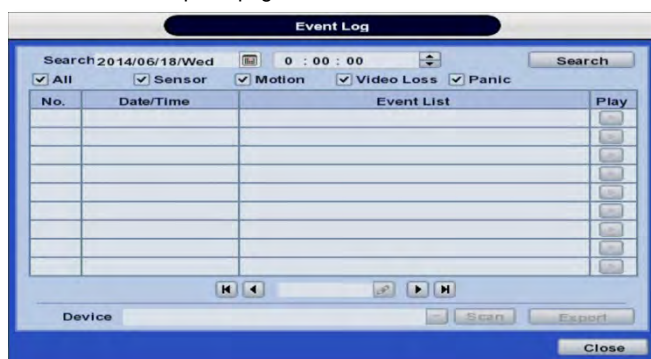 Event Log
Search 2014/06/18/Wed 0 : 00 : 00 Search
All Sensor Motion Video Loss Panic
No. Date/Time Event List Play
Device Scan Export
Close